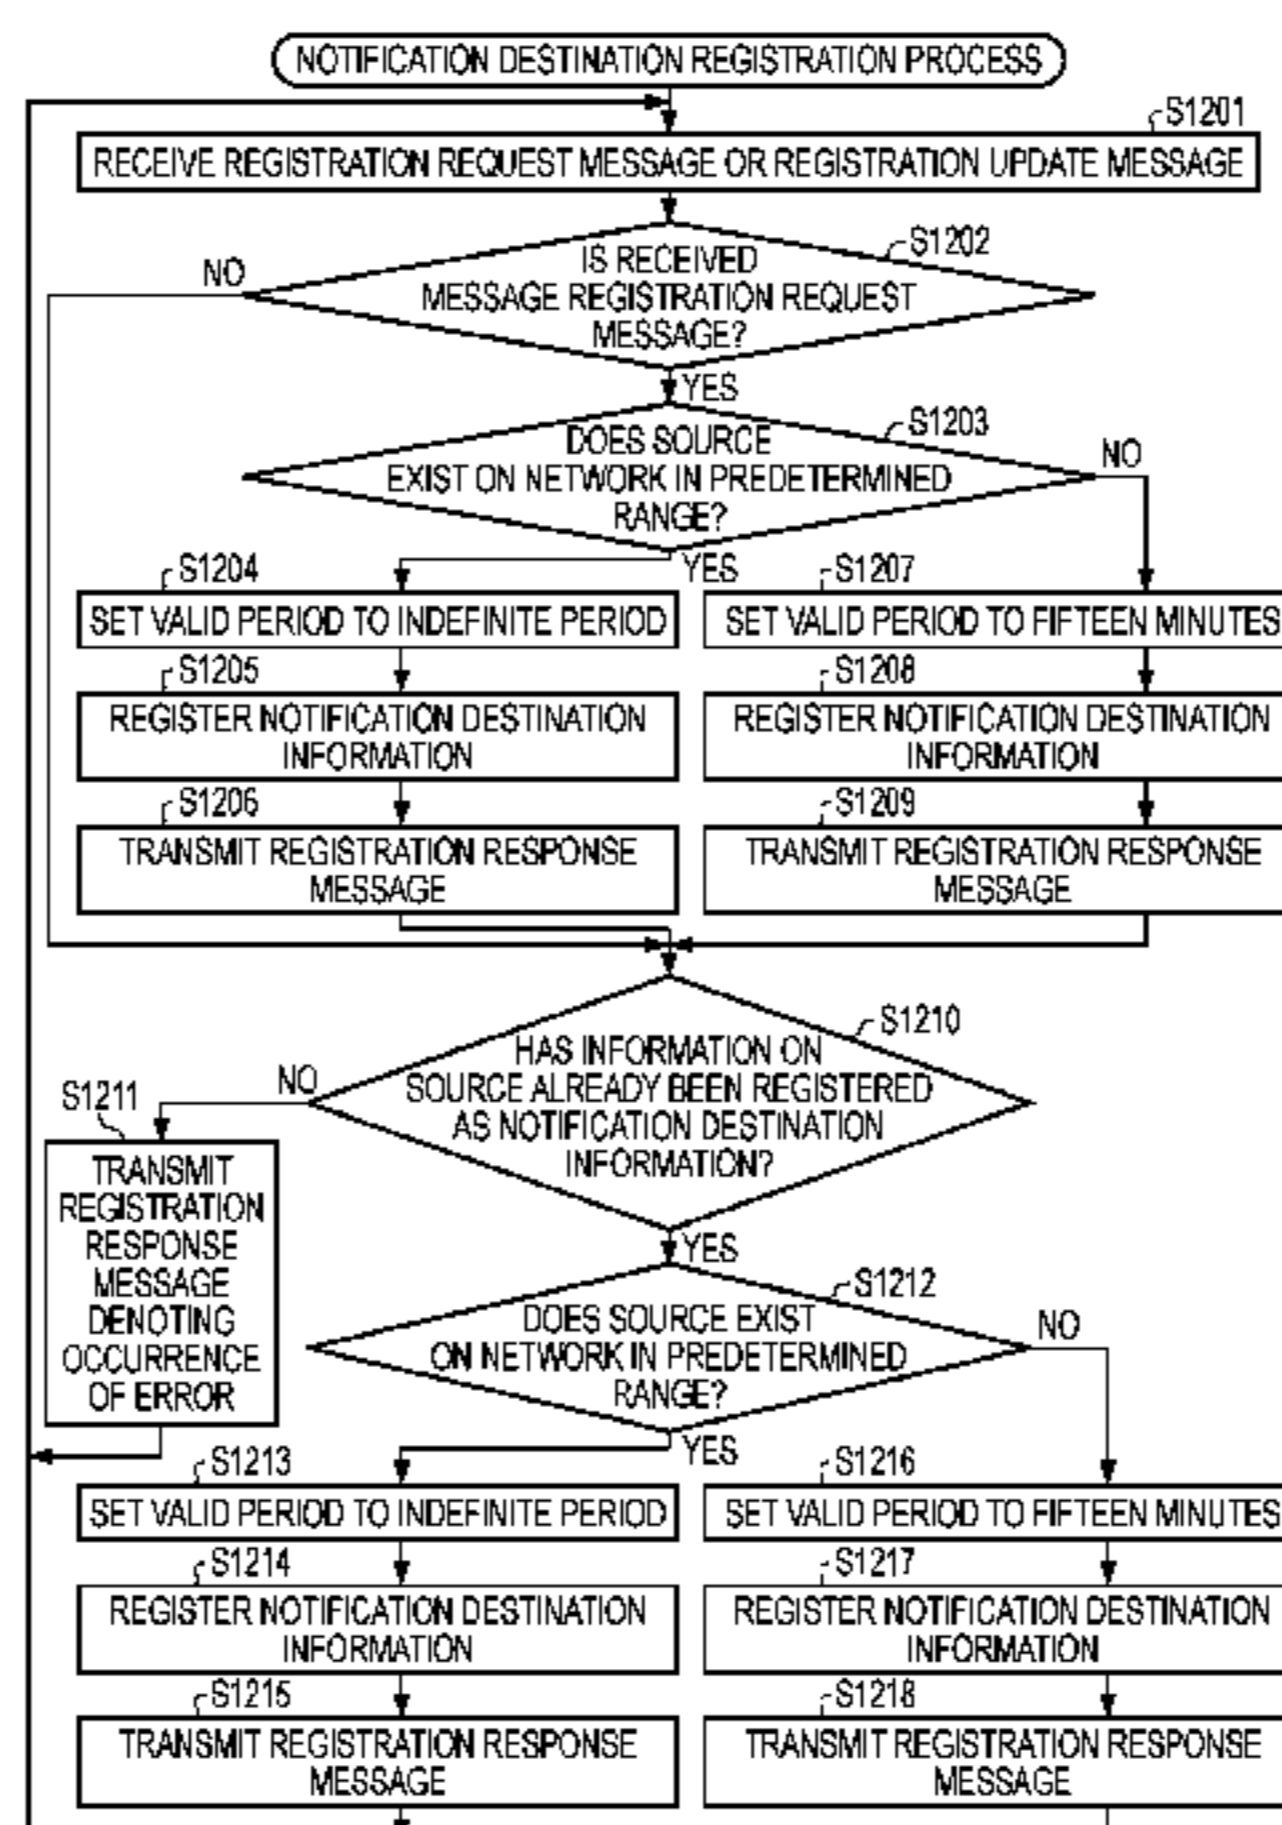 NOTIFICATION DESTINATION REGISTRATION PROCESS
S1201
RECEIVE REGISTRATION REQUEST MESSAGE OR REGISTRATION UPDATE MESSAGE
S1202
NO
IS RECEIVED
MESSAGE REGISTRATION REQUEST
MESSAGE?
YES
S1203
DOES SOURCE
EXIST ON NETWORK IN PREDETERMINED
RANGE?
NO
YES
S1204
SET VALID PERIOD TO INDEFINITE PERIOD
S1205
REGISTER NOTIFICATION DESTINATION
INFORMATION
S1206
TRANSMIT REGISTRATION RESPONSE
MESSAGE
S1207
SET VALID PERIOD TO FIFTEEN MINUTES
S1208
REGISTER NOTIFICATION DESTINATION
INFORMATION
S1209
TRANSMIT REGISTRATION RESPONSE
MESSAGE
S1210
HAS INFORMATION ON
SOURCE ALREADY BEEN REGISTERED
AS NOTIFICATION DESTINATION
INFORMATION?
NO
S1211
TRANSMIT
REGISTRATION
RESPONSE
MESSAGE
DENOTING
OCCURRENCE
OF ERROR
YES
S1212
DOES SOURCE EXIST
ON NETWORK IN PREDETERMINED
RANGE?
NO
YES
S1213
SET VALID PERIOD TO INDEFINITE PERIOD
S1214
REGISTER NOTIFICATION DESTINATION
INFORMATION
S1215
TRANSMIT REGISTRATION RESPONSE
MESSAGE
S1216
SET VALID PERIOD TO FIFTEEN MINUTES
S1217
REGISTER NOTIFICATION DESTINATION
INFORMATION
S1218
TRANSMIT REGISTRATION RESPONSE
MESSAGE